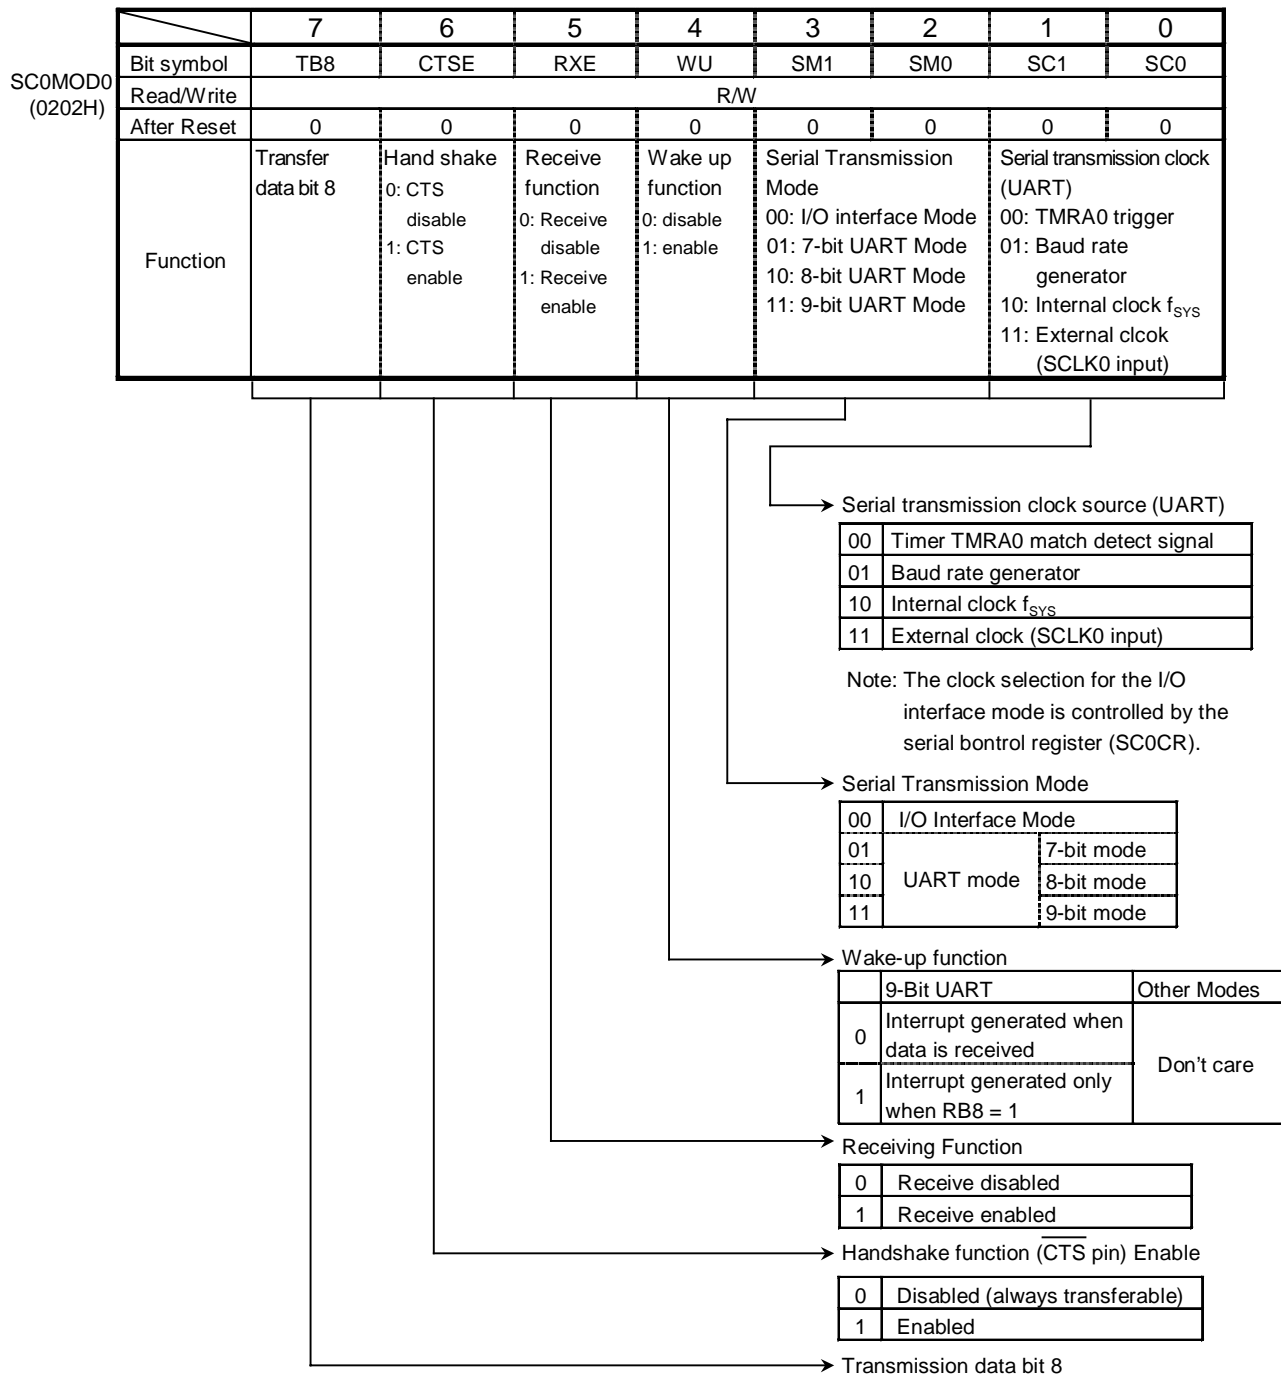 7 6 5 4 3 2 1 0
SC0MOD0
(0202H)
Bit symbol TB8 CTSE RXE WU SM1 SM0 SC1 SC0
Read/Write R/W
After Reset 0 0 0 0 0 0 0 0
Function
Transfer
data bit 8
Hand shake
0: CTS
disable
1: CTS
enable
Receive
function
0: Receive
disable
1: Receive
enable
Wake up
function
0: disable
1: enable
Serial Transmission
Mode
00: I/O interface Mode
01: 7-bit UART Mode
10: 8-bit UART Mode
11: 9-bit UART Mode
Serial transmission clock
(UART)
00: TMRA0 trigger
01: Baud rate
generator
10: Internal clock fSYS
11: External clcok
(SCLK0 input)
Serial transmission clock source (UART)
00 Timer TMRA0 match detect signal
01 Baud rate generator
10 Internal clock fSYS
11 External clock (SCLK0 input)
Note: The clock selection for the I/O
interface mode is controlled by the
serial bontrol register (SC0CR).
Serial Transmission Mode
00 I/O Interface Mode
01 7-bit mode
10 UART mode 8-bit mode
11 9-bit mode
Wake-up function
9-Bit UART Other Modes
0 Interrupt generated when
data is received
Don't care
1 Interrupt generated only
when RB8 = 1
Receiving Function
0 Receive disabled
1 Receive enabled
Handshake function (C̅T̅S̅ pin) Enable
0 Disabled (always transferable)
1 Enabled
Transmission data bit 8